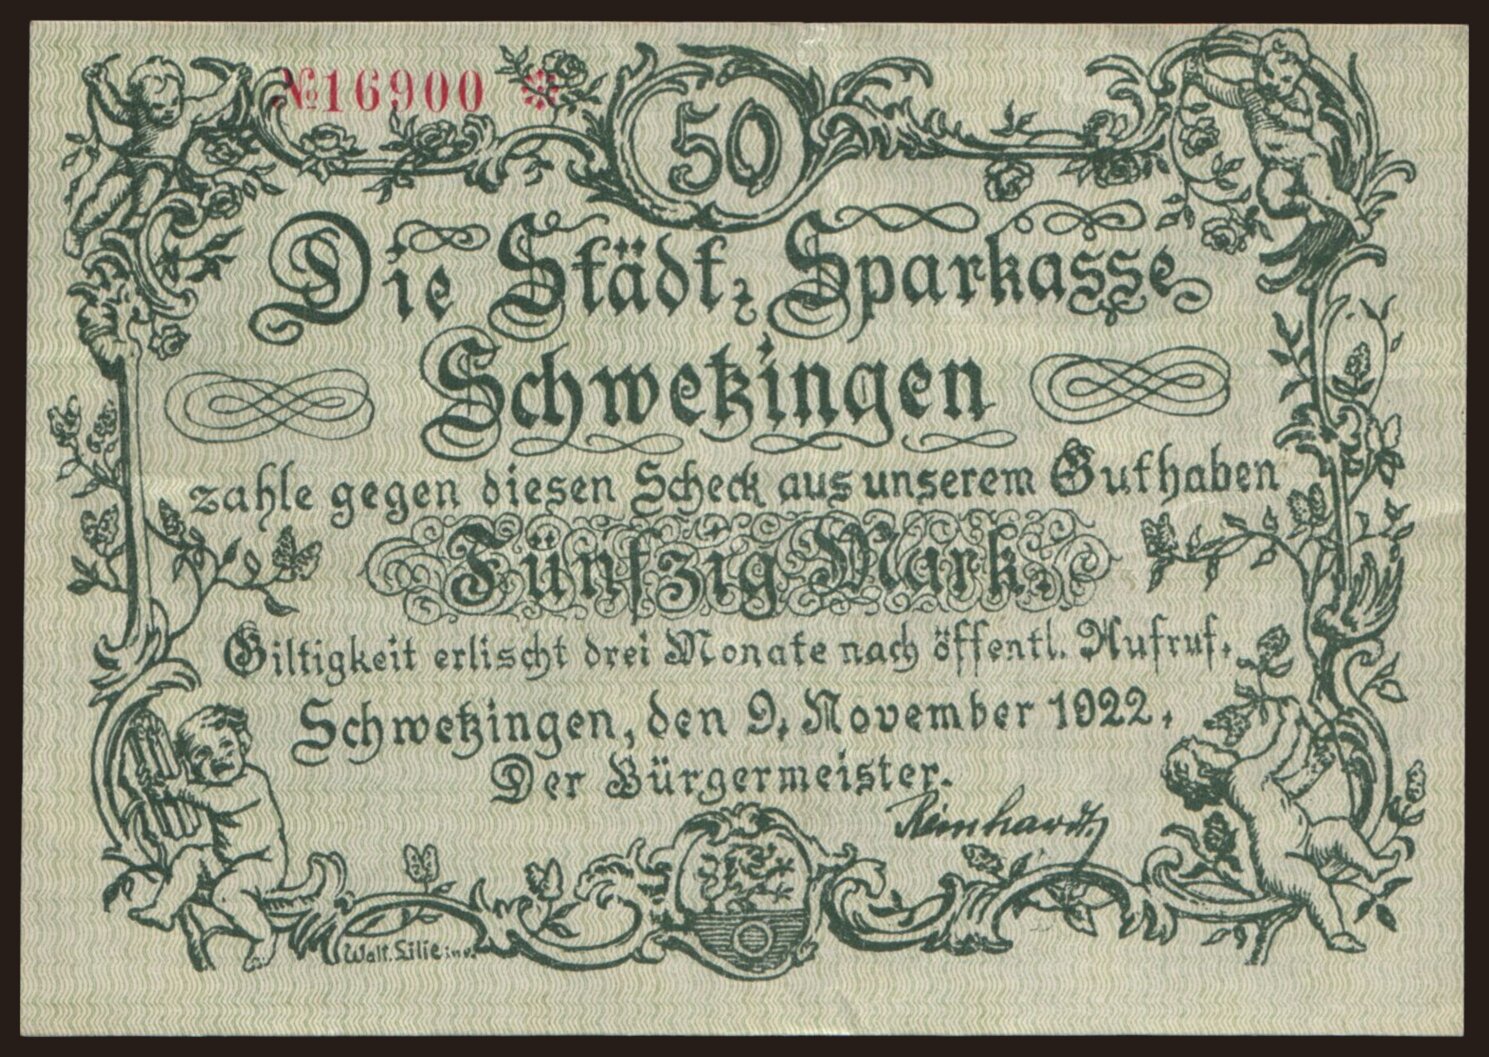 №16900
50
Die Städt. Sparkasse
Schwetzingen
zahle gegen diesen Scheck aus unserem Guthaben
Fünfzig Mark.
Giltigkeit erlischt drei Monate nach öffentl. Aufruf.
Schwetzingen, den 9. November 1922.
Der Bürgermeister.
Reinhardt
Walt. Lilie inv.